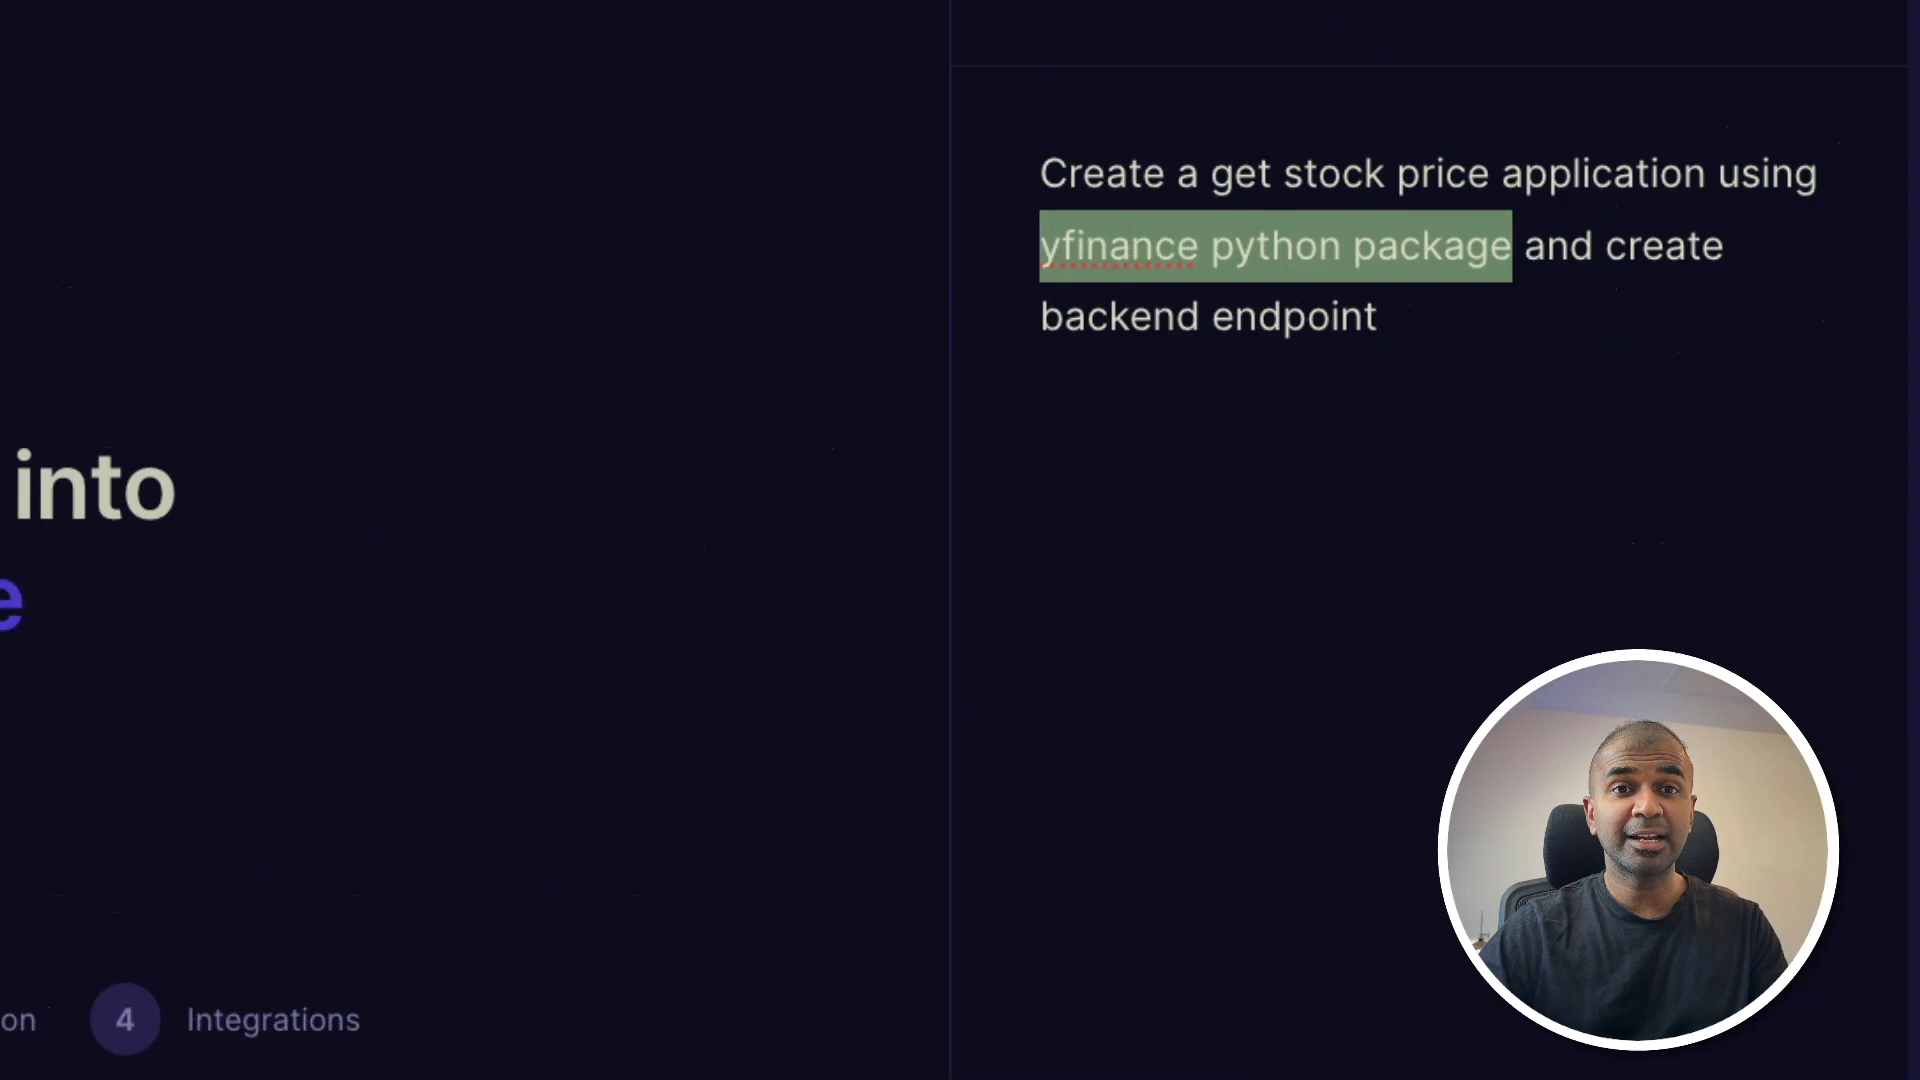 Create a get stock price application using
yfinance python package and create
backend endpoint
into
e
on
4 Integrations